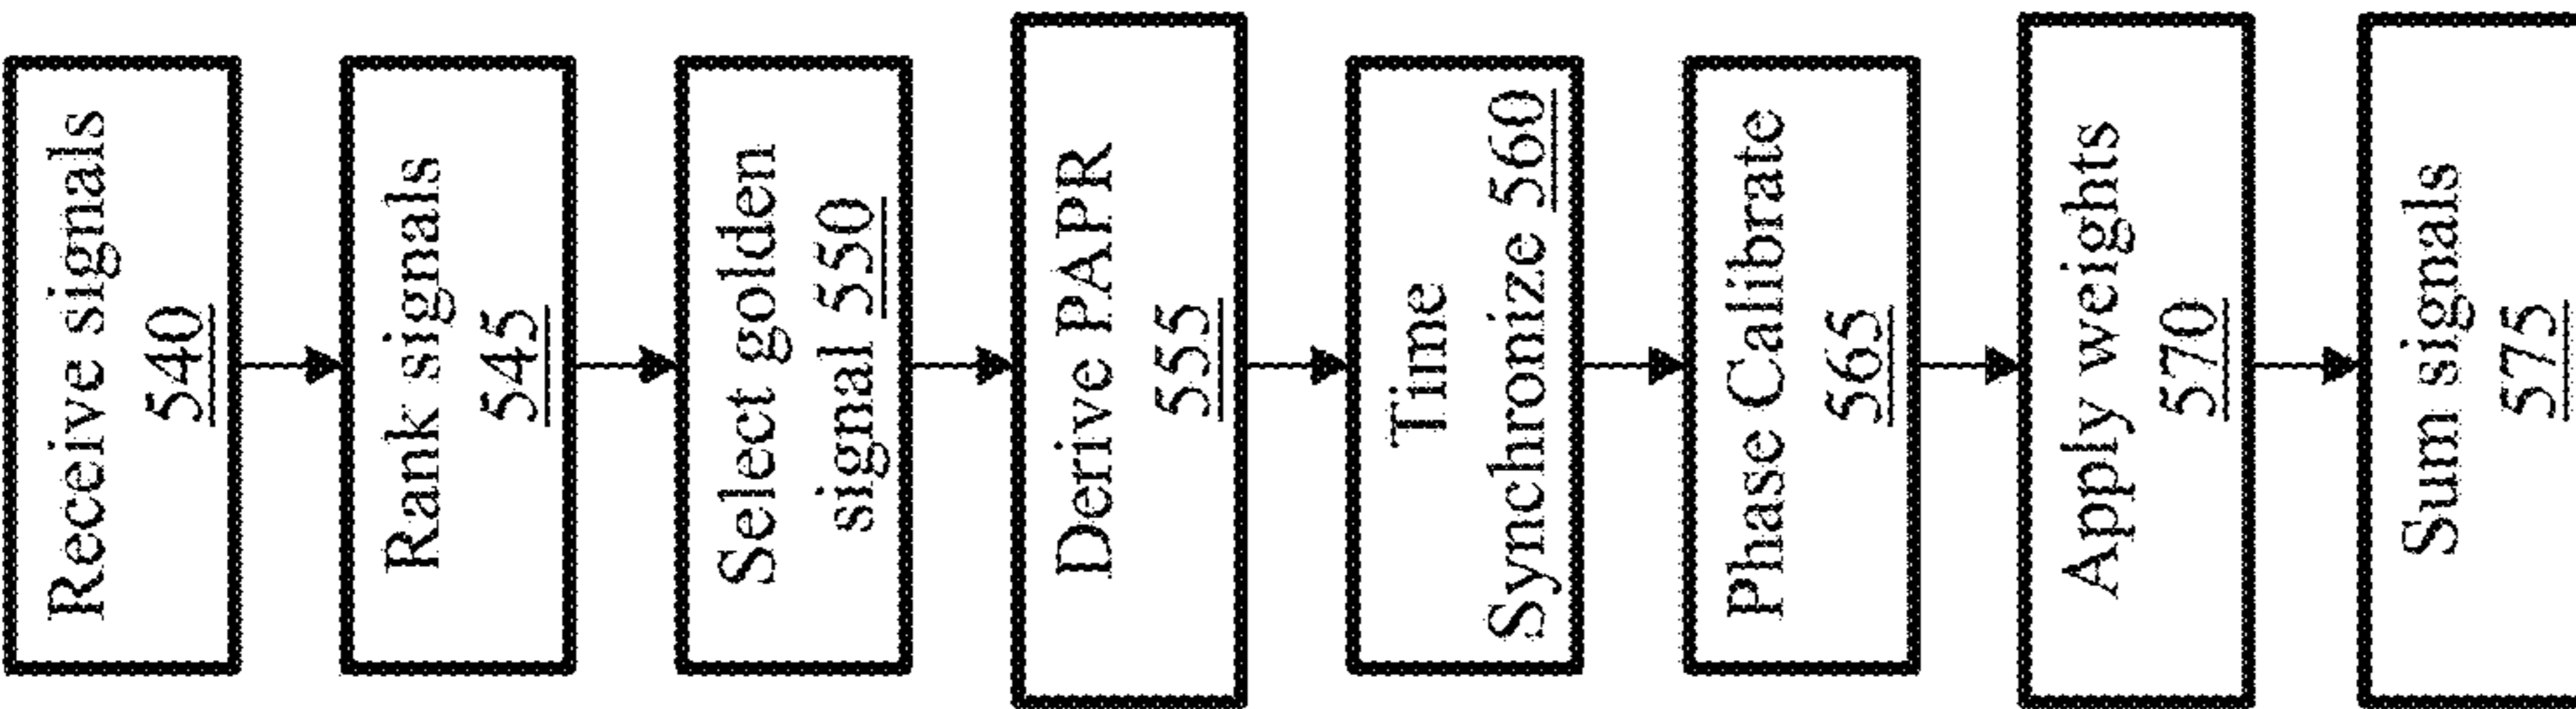 Receive signals
540
Rank signals
545
Select golden
signal 550
Derive PAPR
555
Time
Synchronize 560
Phase Calibrate
565
Apply weights
570
Sum signals
575